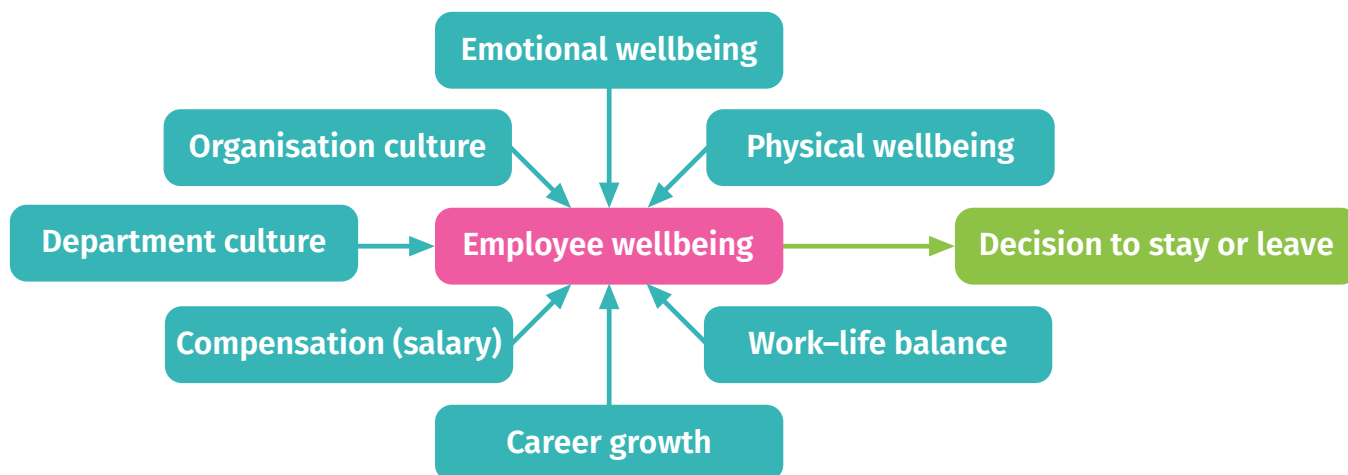 Emotional wellbeing
Organisation culture
Physical wellbeing
Department culture
Employee wellbeing
Decision to stay or leave
Compensation (salary)
Work–life balance
Career growth